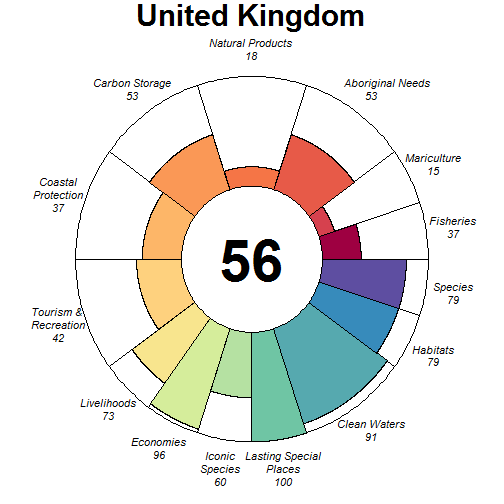 United Kingdom
Natural Products
18
Carbon Storage
53
Aboriginal Needs
53
Mariculture
15
Coastal
Protection
37
Fisheries
37
56
Species
79
Tourism &
Recreation
42
Habitats
79
Livelihoods
73
Clean Waters
91
Economies
96
Iconic
Species
60
Lasting Special
Places
100